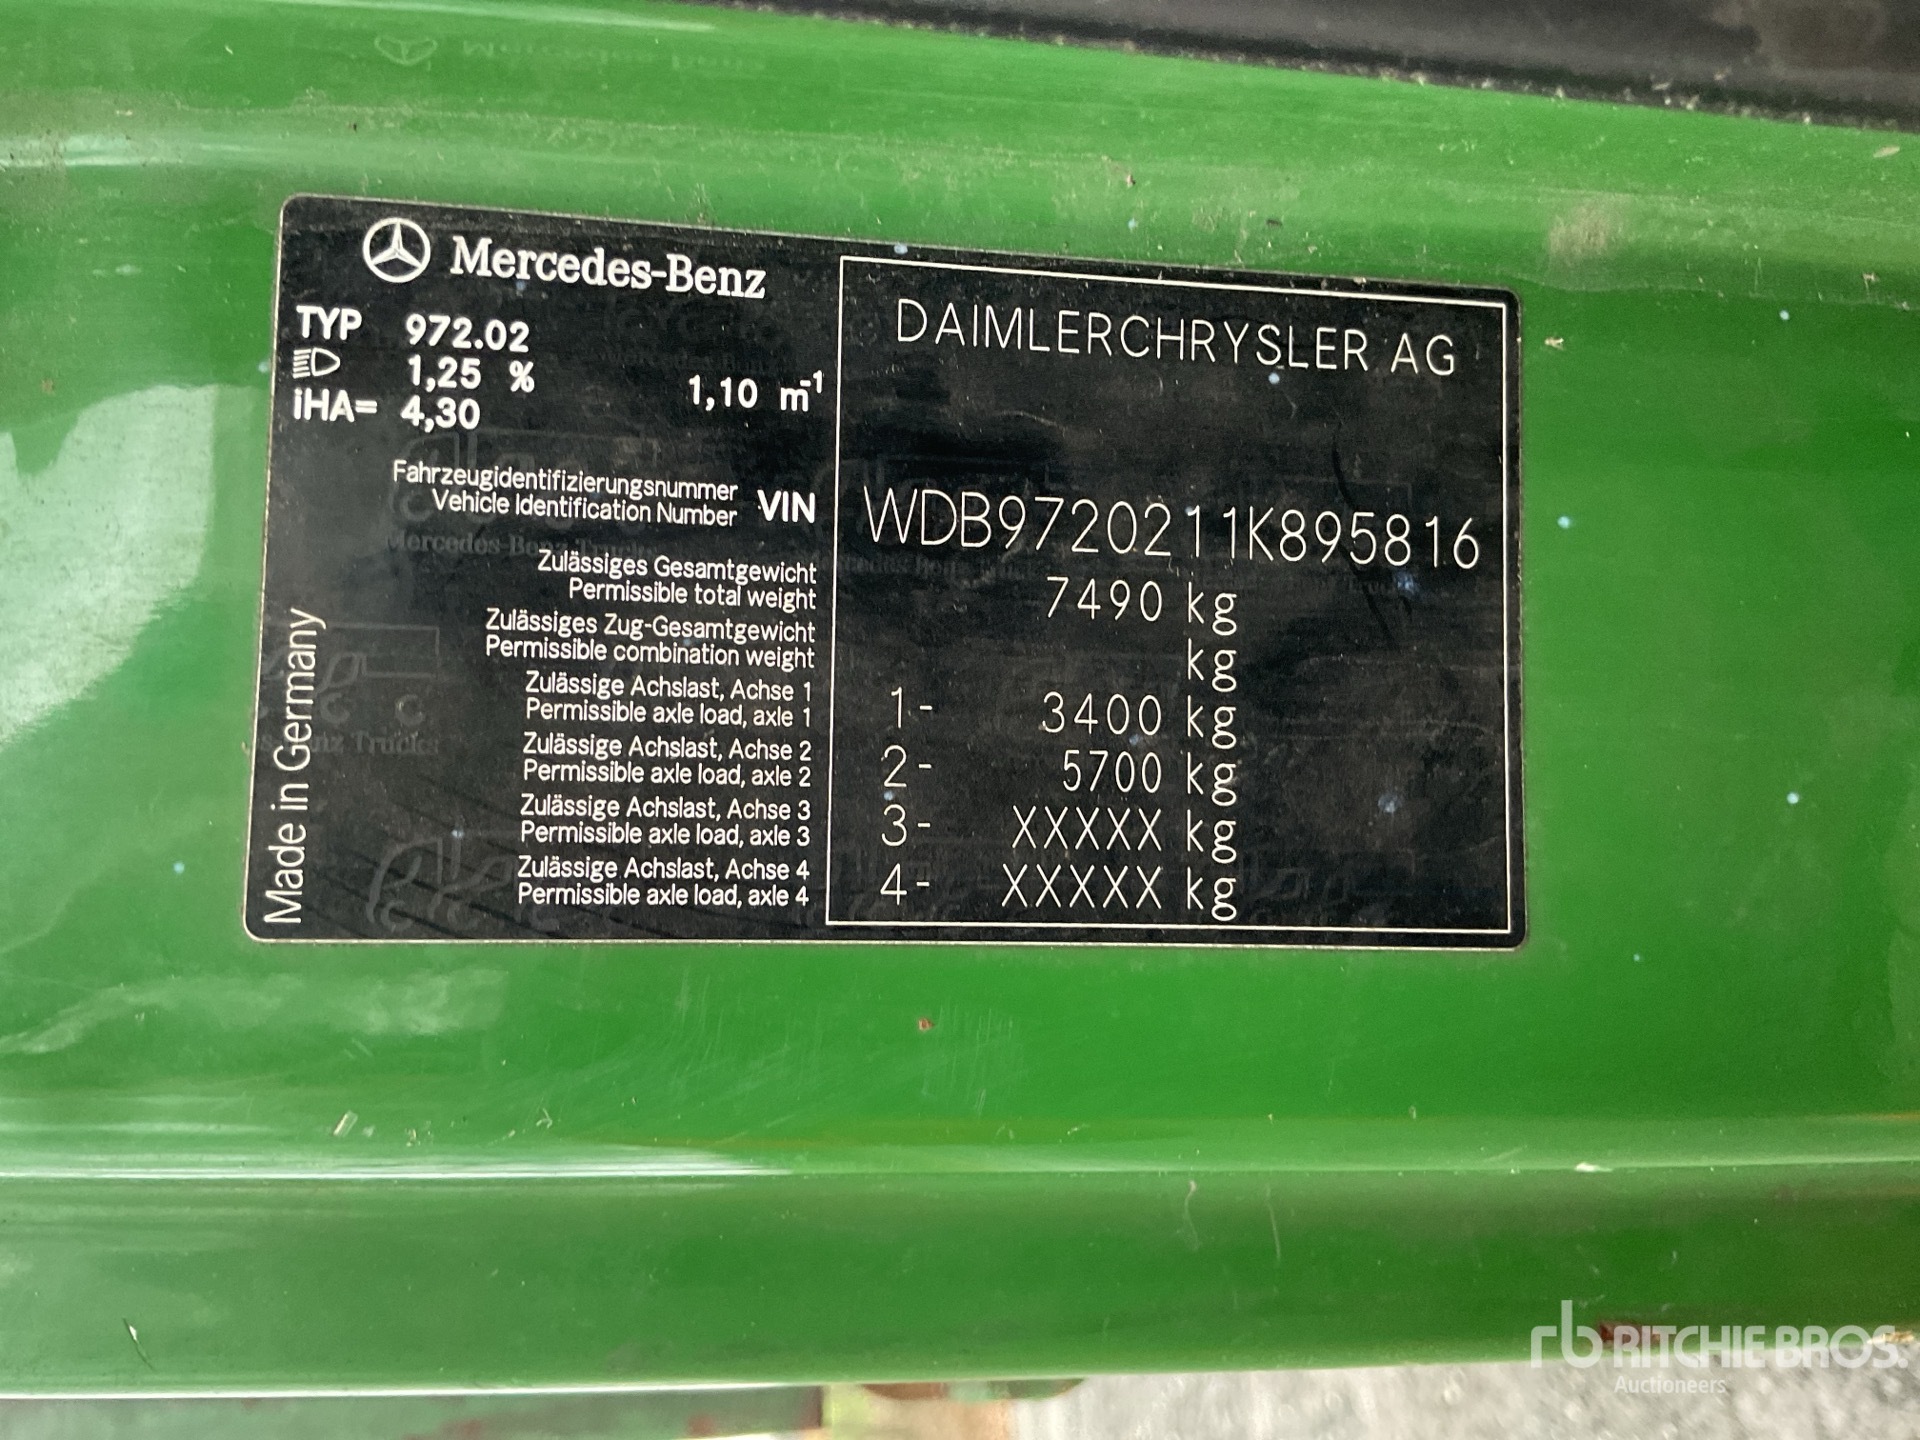 Mercedes-Benz
TYP 972.02
1,25 % 1,10 m⁻¹
iHA= 4,30
DAIMLERCHRYSLER AG
Fahrzeugidentifizierungsnummer
Vehicle Identification Number VIN WDB9720211K895816
Zulässiges Gesamtgewicht
Permissible total weight 7490 kg
Zulässiges Zug-Gesamtgewicht
Permissible combination weight kg
Zulässige Achslast, Achse 1
Permissible axle load, axle 1 1- 3400 kg
Zulässige Achslast, Achse 2
Permissible axle load, axle 2 2- 5700 kg
Zulässige Achslast, Achse 3
Permissible axle load, axle 3 3- XXXXX kg
Zulässige Achslast, Achse 4
Permissible axle load, axle 4 4- XXXXX kg
Made in Germany
rb RITCHIE BROS.
Auctioneers